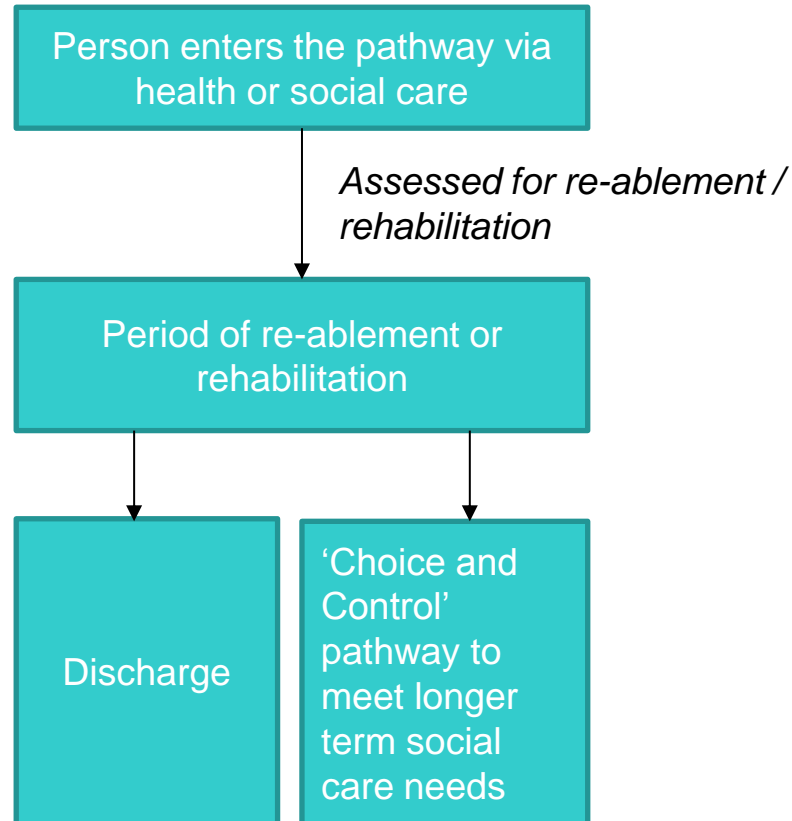 Person enters the pathway via
health or social care
Assessed for re-ablement /
rehabilitation
Period of re-ablement or
rehabilitation
Discharge
‘Choice and
Control’
pathway to
meet longer
term social
care needs